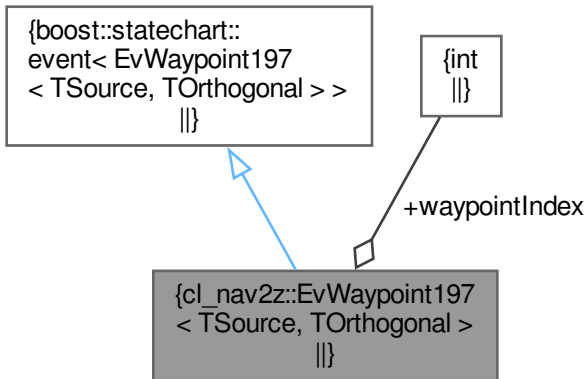 {boost::statechart::
event< EvWaypoint197
< TSource, TOrthogonal > >
||}
{int
||}
+waypointIndex
{cl_nav2z::EvWaypoint197
< TSource, TOrthogonal >
||}